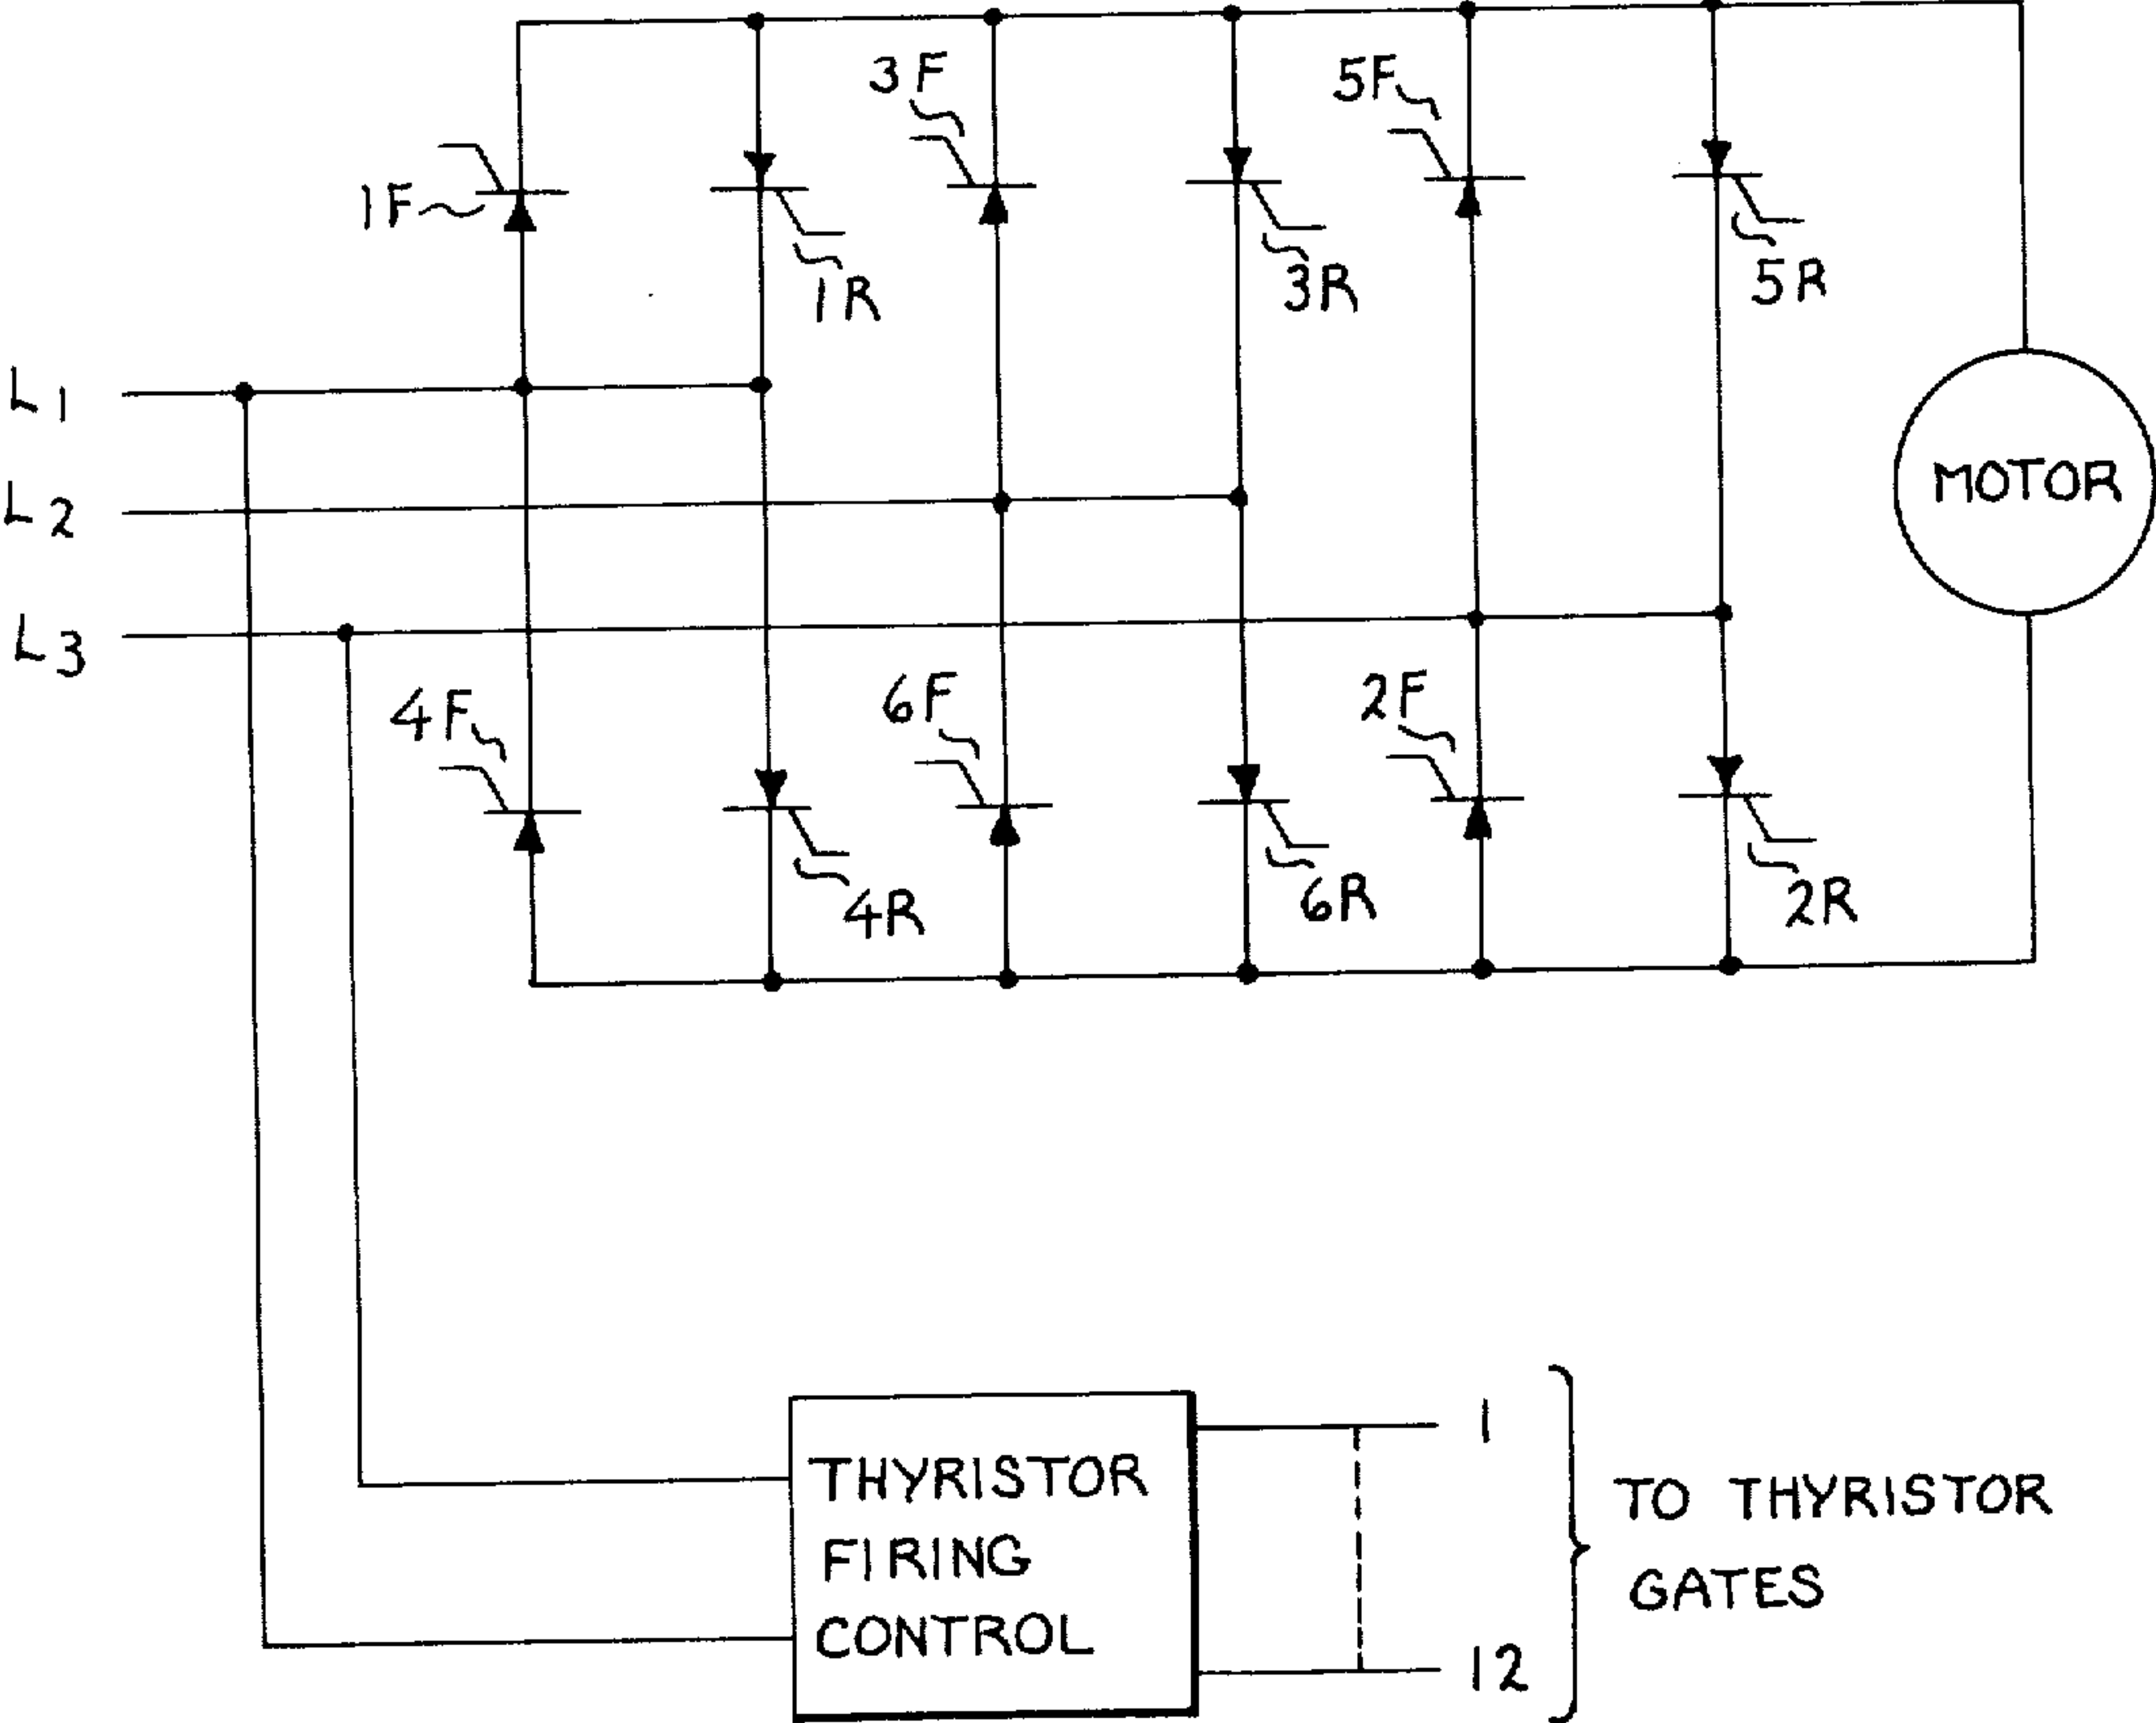 3F
5F
1F
1R
3R
5R
L1
L2
MOTOR
L3
4F
6F
2F
4R
6R
2R
1
THYRISTOR
FIRING
CONTROL
TO THYRISTOR
GATES
12